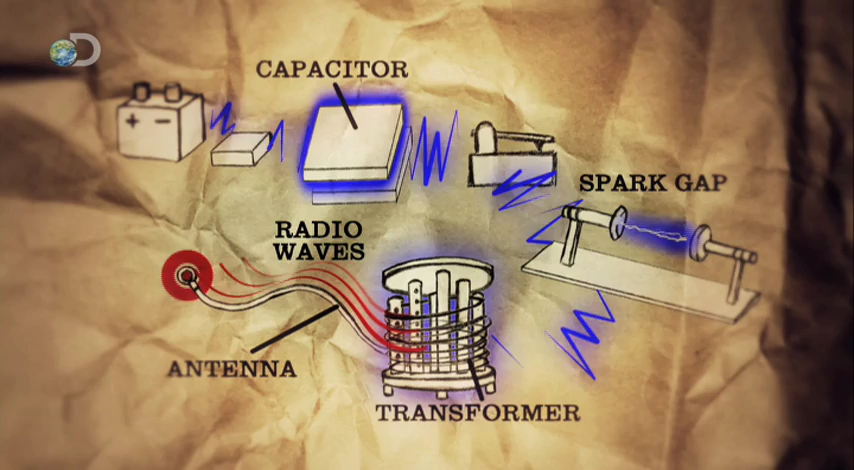 D
CAPACITOR
+ −
SPARK GAP
RADIO
WAVES
ANTENNA
TRANSFORMER